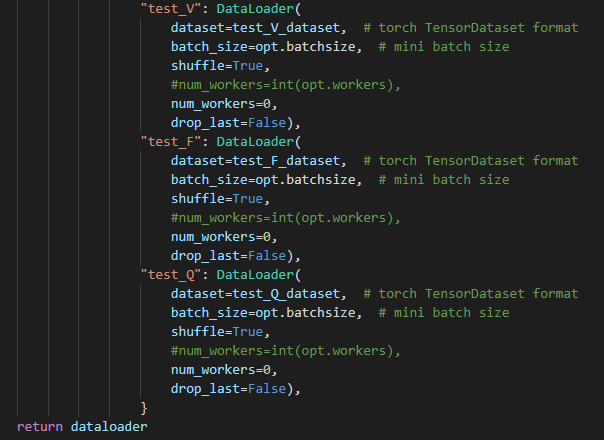 "test_V": DataLoader(
dataset=test_V_dataset,  # torch TensorDataset format
batch_size=opt.batchsize,  # mini batch size
shuffle=True,
#num_workers=int(opt.workers),
num_workers=0,
drop_last=False),
"test_F": DataLoader(
dataset=test_F_dataset,  # torch TensorDataset format
batch_size=opt.batchsize,  # mini batch size
shuffle=True,
#num_workers=int(opt.workers),
num_workers=0,
drop_last=False),
"test_Q": DataLoader(
dataset=test_Q_dataset,  # torch TensorDataset format
batch_size=opt.batchsize,  # mini batch size
shuffle=True,
#num_workers=int(opt.workers),
num_workers=0,
drop_last=False),
}
return dataloader